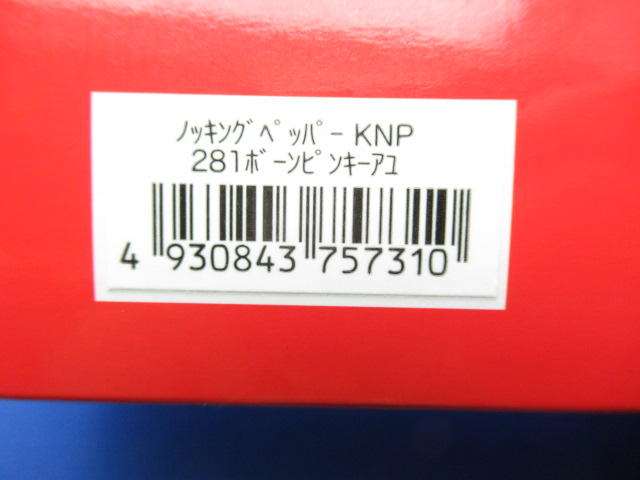 ﾉｯｷﾝｸﾞﾍﾟｯﾊﾟｰ KNP
281ﾎﾞｰﾝﾋﾟﾝｷｰｱﾕ
4 930843 757310